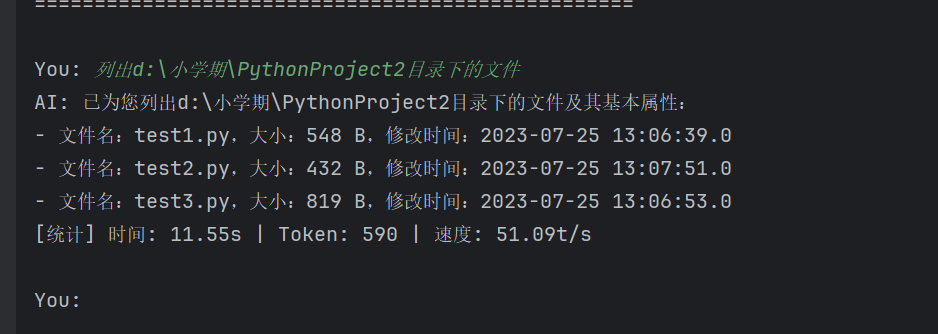 ==================================================
You: 列出d:\小学期\PythonProject2目录下的文件
AI: 已为您列出d:\小学期\PythonProject2目录下的文件及其基本属性：
- 文件名：test1.py，大小：548 B，修改时间：2023-07-25 13:06:39.0
- 文件名：test2.py，大小：432 B，修改时间：2023-07-25 13:07:51.0
- 文件名：test3.py，大小：819 B，修改时间：2023-07-25 13:06:53.0
[统计] 时间: 11.55s | Token: 590 | 速度: 51.09t/s
You: